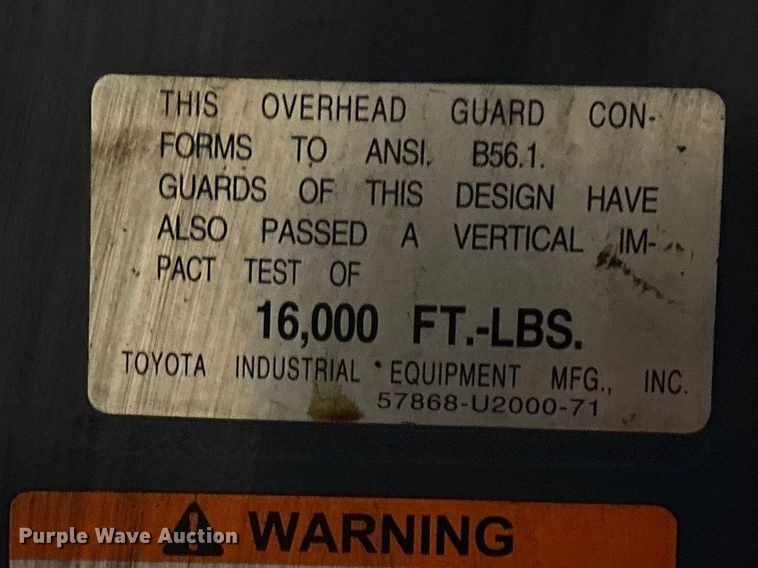 THIS OVERHEAD GUARD CON-
FORMS TO ANSI, B56.1.
GUARDS OF THIS DESIGN HAVE
ALSO PASSED A VERTICAL IM-
PACT TEST OF
16,000 FT.-LBS.
TOYOTA INDUSTRIAL EQUIPMENT MFG., INC.
57868-U2000-71
WARNING
Purple Wave Auction